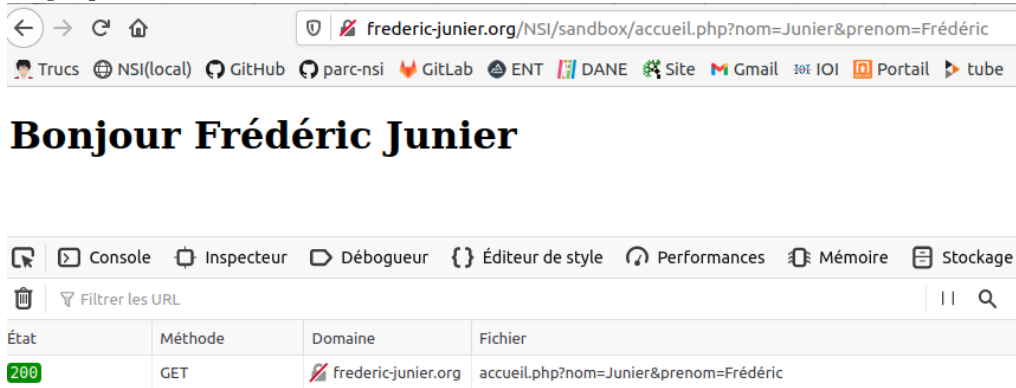 frederic-junier.org/NSI/sandbox/accueil.php?nom=Junier&prenom=Frédéric
Trucs NSI(local) GitHub parc-nsi GitLab ENT DANE Site Gmail IOI Portail tube
Bonjour Frédéric Junier
Console Inspecteur Débogueur Éditeur de style Performances Mémoire Stockage
Filtrer les URL
État Méthode Domaine Fichier
200 GET frederic-junier.org accueil.php?nom=Junier&prenom=Frédéric